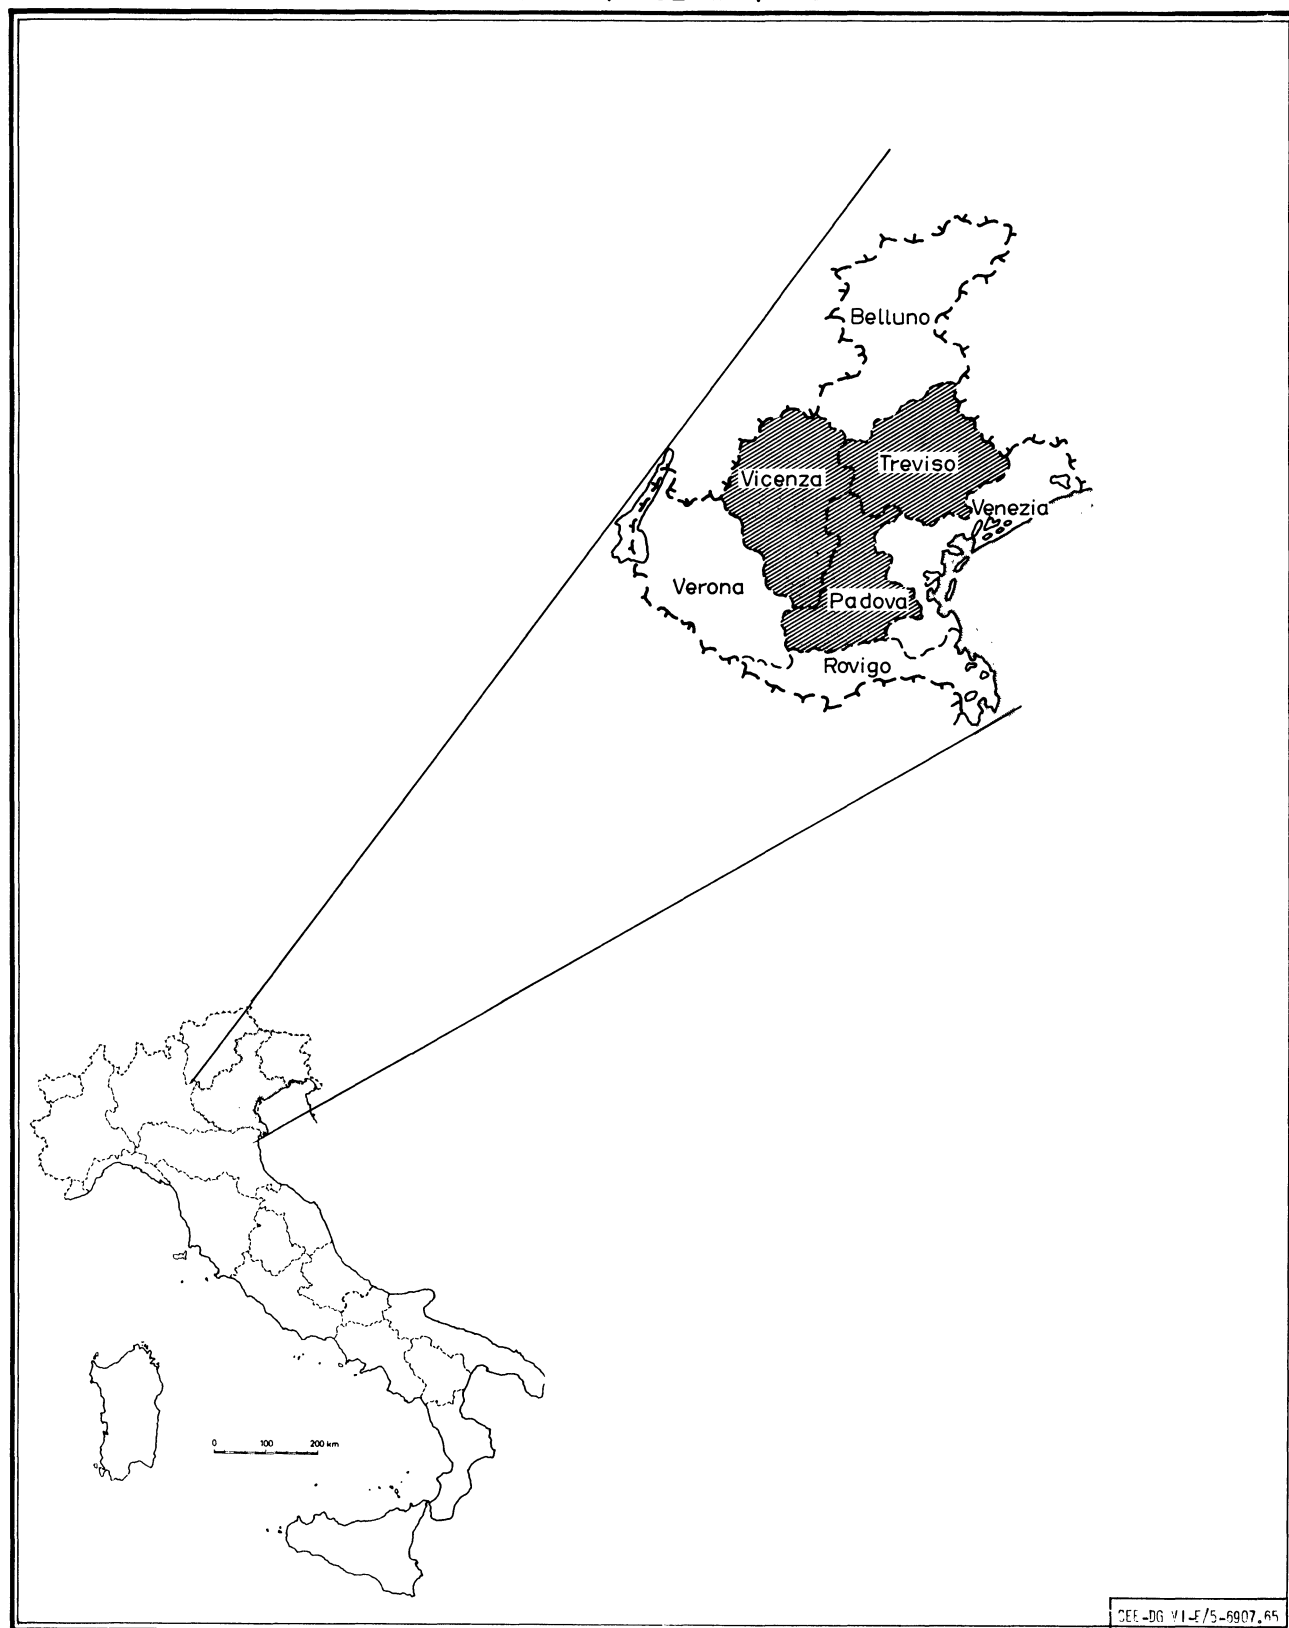 Belluno
Treviso
Vicenza
Venezia
Verona
Padova
Rovigo
0 100 200 km
CEE-DG VI-E/5-6907.65